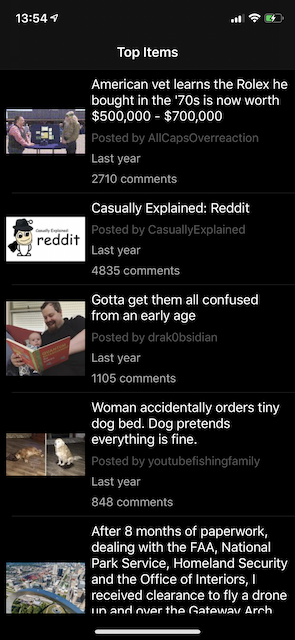 13:54
Top Items
American vet learns the Rolex he
bought in the '70s is now worth
$500,000 - $700,000
Posted by AllCapsOverreaction
Last year
2710 comments
Casually Explained:
reddit
Casually Explained: Reddit
Posted by CasuallyExplained
Last year
4835 comments
Gotta get them all confused
from an early age
Posted by drak0bsidian
Last year
1105 comments
Woman accidentally orders tiny
dog bed. Dog pretends
everything is fine.
Posted by youtubefishingfamily
Last year
848 comments
After 8 months of paperwork,
dealing with the FAA, National
Park Service, Homeland Security
and the Office of Interiors, I
received clearance to fly a drone
up and over the Gateway Arch